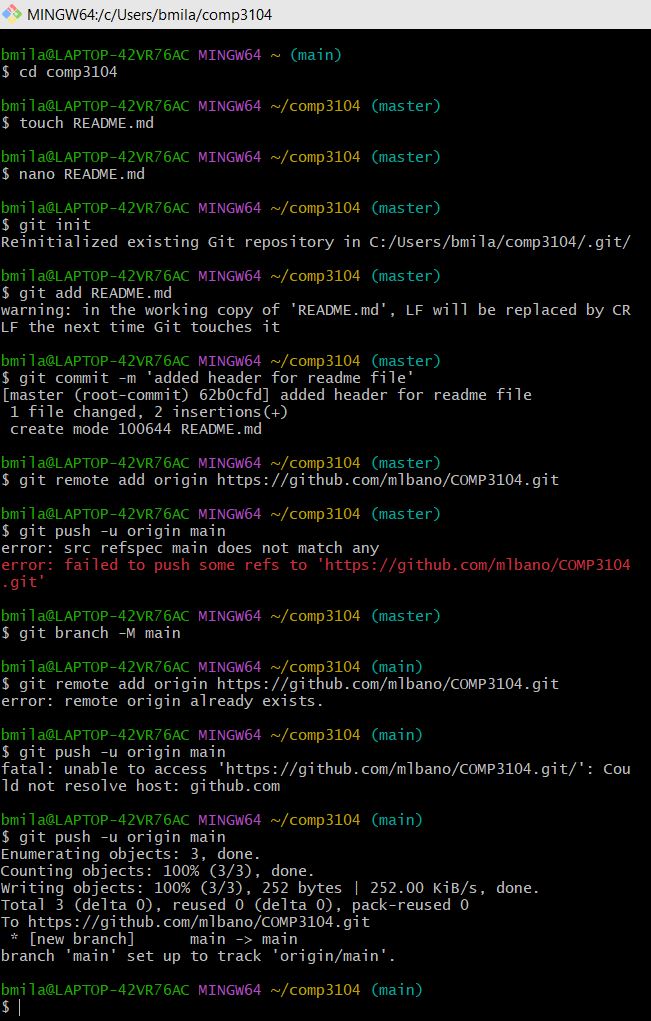 MINGW64:/c/Users/bmila/comp3104
bmila@LAPTOP-42VR76AC MINGW64 ~ (main)
$ cd comp3104
bmila@LAPTOP-42VR76AC MINGW64 ~/comp3104 (master)
$ touch README.md
bmila@LAPTOP-42VR76AC MINGW64 ~/comp3104 (master)
$ nano README.md
bmila@LAPTOP-42VR76AC MINGW64 ~/comp3104 (master)
$ git init
Reinitialized existing Git repository in C:/Users/bmila/comp3104/.git/
bmila@LAPTOP-42VR76AC MINGW64 ~/comp3104 (master)
$ git add README.md
warning: in the working copy of 'README.md', LF will be replaced by CR
LF the next time Git touches it
bmila@LAPTOP-42VR76AC MINGW64 ~/comp3104 (master)
$ git commit -m 'added header for readme file'
[master (root-commit) 62b0cfd] added header for readme file
 1 file changed, 2 insertions(+)
 create mode 100644 README.md
bmila@LAPTOP-42VR76AC MINGW64 ~/comp3104 (master)
$ git remote add origin https://github.com/mlbano/COMP3104.git
bmila@LAPTOP-42VR76AC MINGW64 ~/comp3104 (master)
$ git push -u origin main
error: src refspec main does not match any
error: failed to push some refs to 'https://github.com/mlbano/COMP3104
.git'
bmila@LAPTOP-42VR76AC MINGW64 ~/comp3104 (master)
$ git branch -M main
bmila@LAPTOP-42VR76AC MINGW64 ~/comp3104 (main)
$ git remote add origin https://github.com/mlbano/COMP3104.git
error: remote origin already exists.
bmila@LAPTOP-42VR76AC MINGW64 ~/comp3104 (main)
$ git push -u origin main
fatal: unable to access 'https://github.com/mlbano/COMP3104.git/': Cou
ld not resolve host: github.com
bmila@LAPTOP-42VR76AC MINGW64 ~/comp3104 (main)
$ git push -u origin main
Enumerating objects: 3, done.
Counting objects: 100% (3/3), done.
Writing objects: 100% (3/3), 252 bytes | 252.00 KiB/s, done.
Total 3 (delta 0), reused 0 (delta 0), pack-reused 0
To https://github.com/mlbano/COMP3104.git
 * [new branch]      main -> main
branch 'main' set up to track 'origin/main'.
bmila@LAPTOP-42VR76AC MINGW64 ~/comp3104 (main)
$